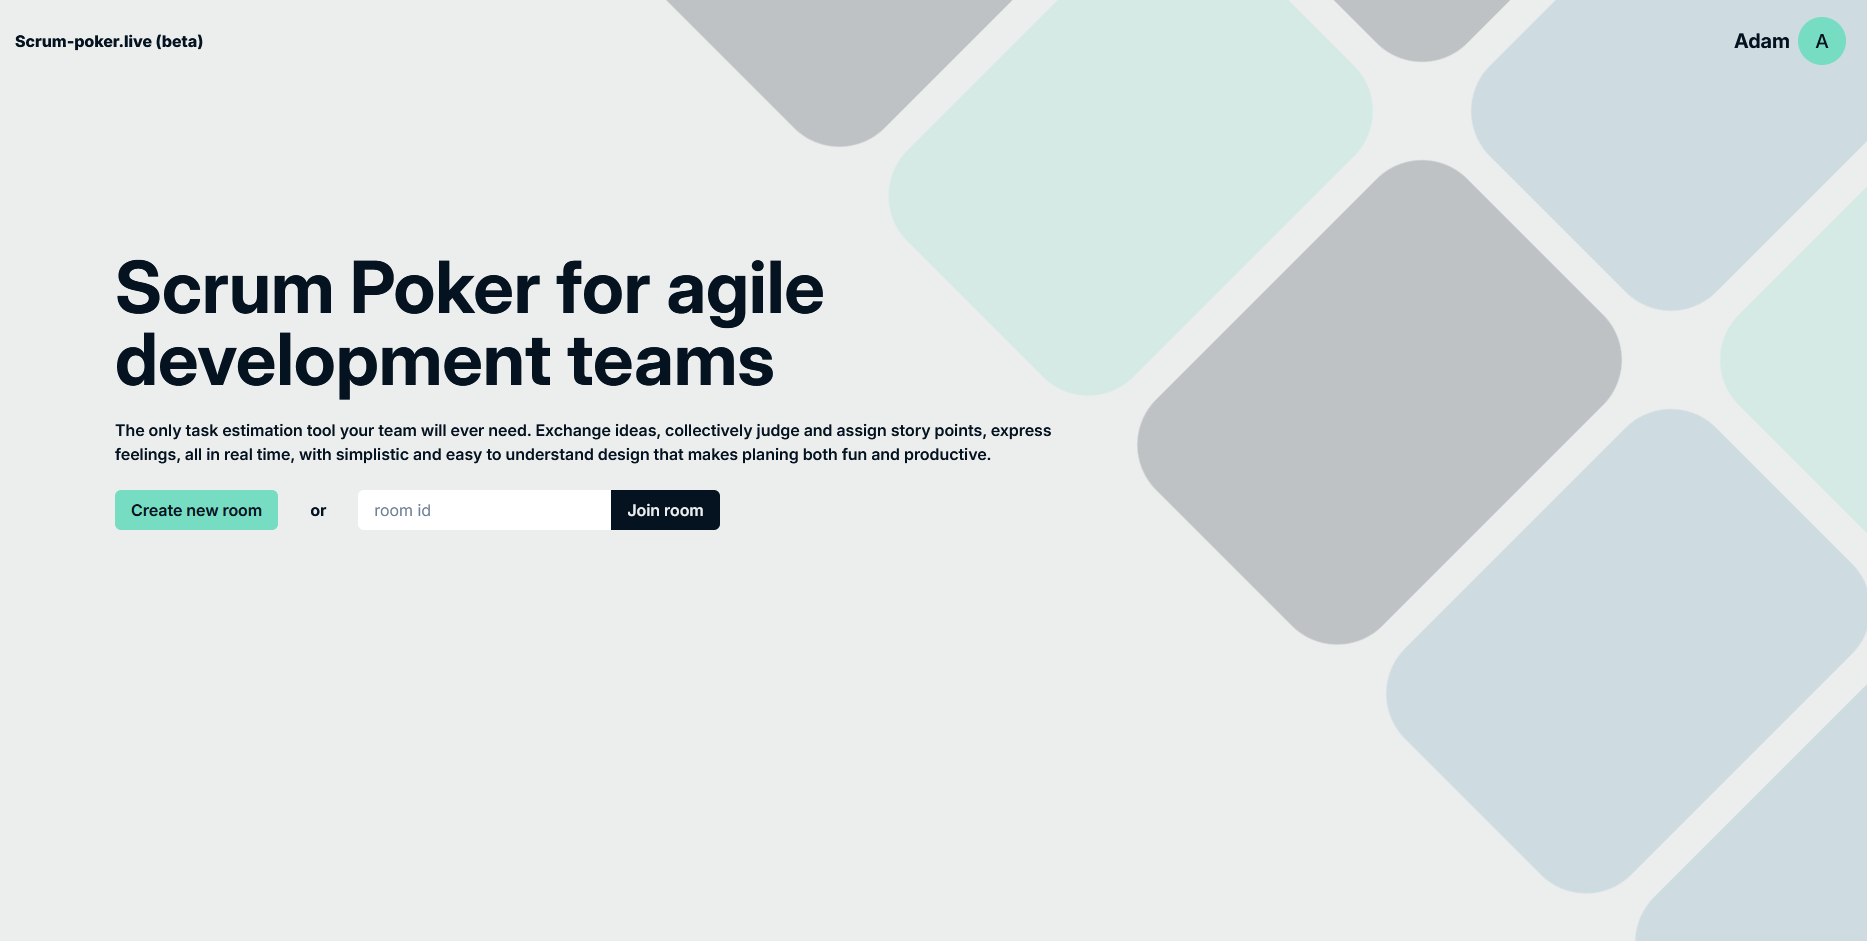 Scrum-poker.live (beta)
Adam
A
Scrum Poker for agile
development teams
The only task estimation tool your team will ever need. Exchange ideas, collectively judge and assign story points, express
feelings, all in real time, with simplistic and easy to understand design that makes planing both fun and productive.
Create new room
or
room id
Join room